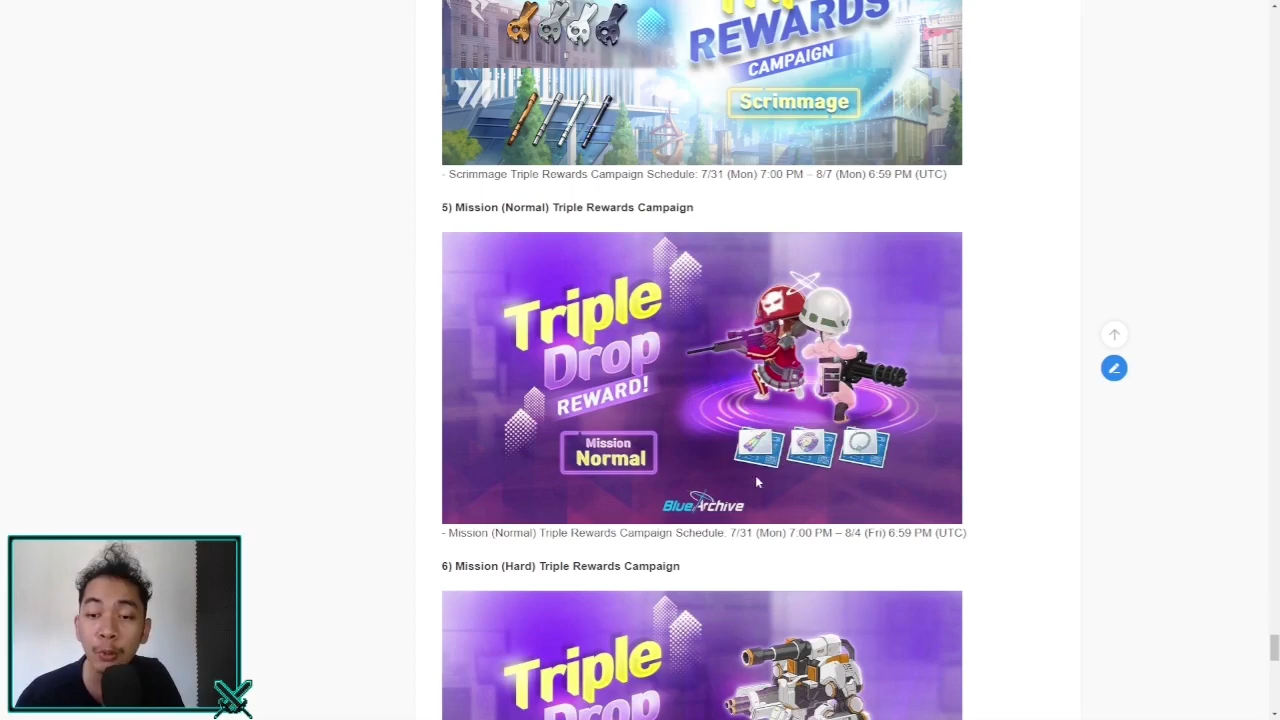 REWARDS
CAMPAIGN
Scrimmage
- Scrimmage Triple Rewards Campaign Schedule: 7/31 (Mon) 7:00 PM – 8/7 (Mon) 6:59 PM (UTC)
5) Mission (Normal) Triple Rewards Campaign
Triple
Drop
REWARD!
Mission
Normal
BlueArchive
- Mission (Normal) Triple Rewards Campaign Schedule: 7/31 (Mon) 7:00 PM – 8/4 (Fri) 6:59 PM (UTC)
6) Mission (Hard) Triple Rewards Campaign
Triple
Drop